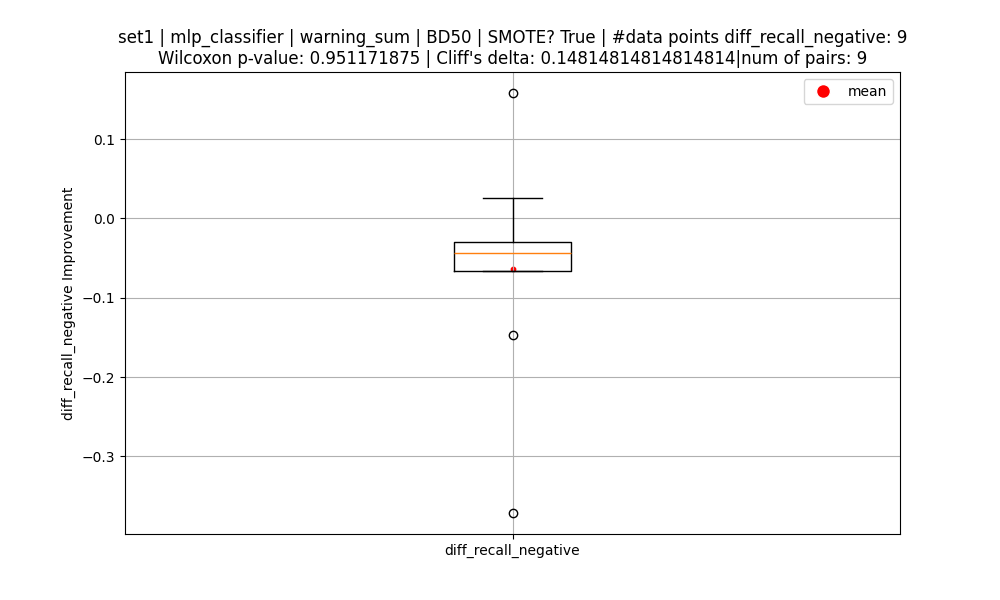 set1 | mlp_classifier | warning_sum | BD50 | SMOTE? True | #data points diff_recall_negative: 9
Wilcoxon p-value: 0.951171875 | Cliff's delta: 0.14814814814814814|num of pairs: 9
mean
0.1
0.0
−0.1
−0.2
−0.3
diff_recall_negative Improvement
diff_recall_negative